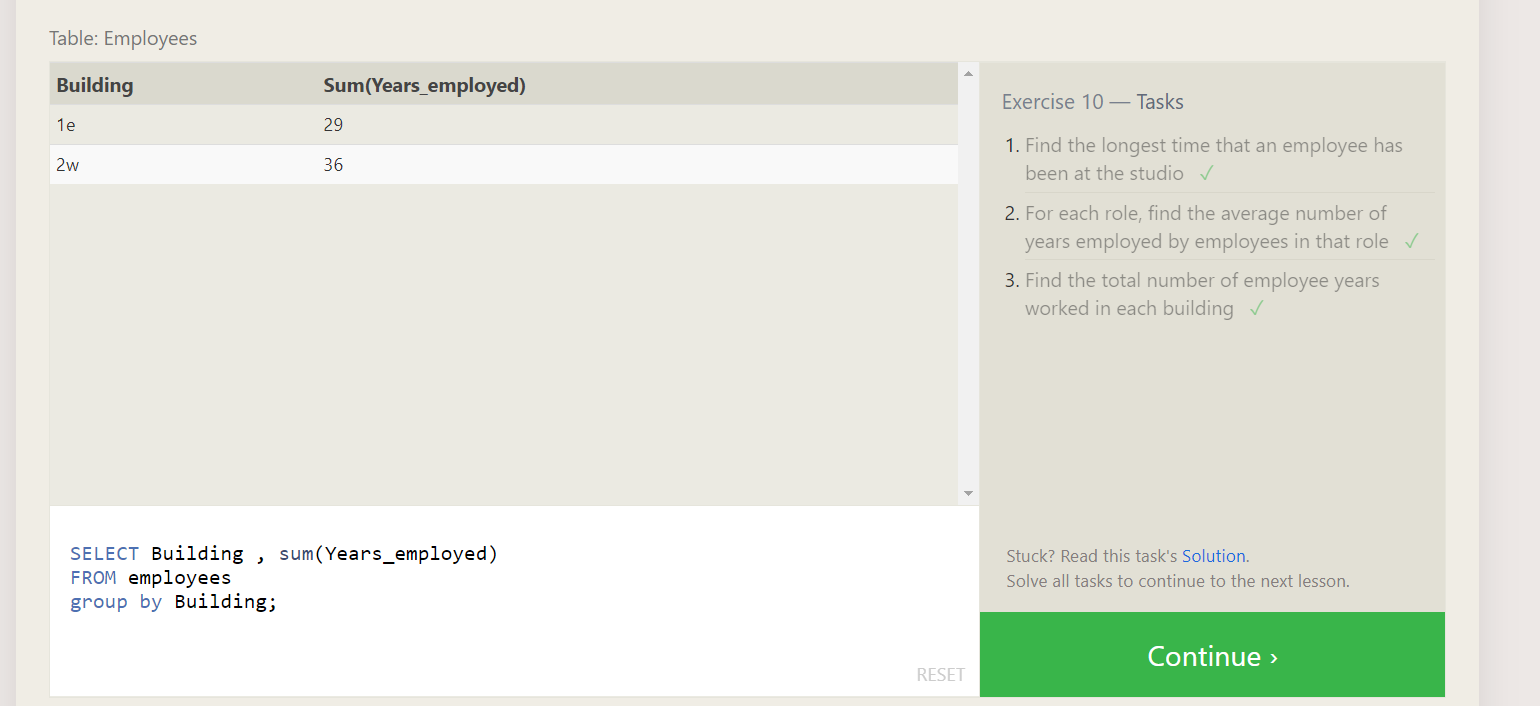 Table: Employees
Building Sum(Years_employed)
1e 29
2w 36
SELECT Building , sum(Years_employed)
FROM employees
group by Building;
RESET
Exercise 10 — Tasks
1. Find the longest time that an employee has
been at the studio ✓
2. For each role, find the average number of
years employed by employees in that role ✓
3. Find the total number of employee years
worked in each building ✓
Stuck? Read this task's Solution.
Solve all tasks to continue to the next lesson.
Continue ›